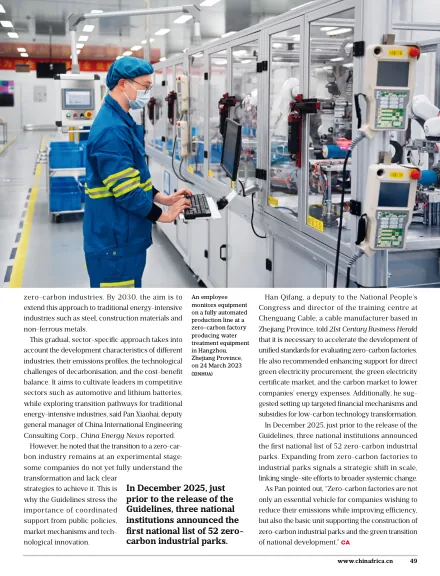 zero-carbon industries. By 2030, the aim is to
extend this approach to traditional energy-intensive
industries such as steel, construction materials and
non-ferrous metals.
This gradual, sector-specific approach takes into
account the development characteristics of different
industries, their emissions profiles, the technological
challenges of decarbonisation, and the cost-benefit
balance. It aims to cultivate leaders in competitive
sectors such as automotive and lithium batteries,
while exploring transition pathways for traditional
energy-intensive industries, said Pan Xiaohai, deputy
general manager of China International Engineering
Consulting Corp., China Energy News reported.
However, he noted that the transition to a zero-car-
bon industry remains at an experimental stage:
some companies do not yet fully understand the
transformation and lack clear
strategies to achieve it. This is
why the Guidelines stress the
importance of coordinated
support from public policies,
market mechanisms and tech-
nological innovation.
In December 2025, just
prior to the release of the
Guidelines, three national
institutions announced the
first national list of 52 zero-
carbon industrial parks.
An employee
monitors equipment
on a fully automated
production line at a
zero-carbon factory
producing water
treatment equipment
in Hangzhou,
Zhejiang Province,
on 24 March 2023
(XINHUA)
Han Qifang, a deputy to the National People's
Congress and director of the training centre at
Chenguang Cable, a cable manufacturer based in
Zhejiang Province, told 21st Century Business Herald
that it is necessary to accelerate the development of
unified standards for evaluating zero-carbon factories.
He also recommended enhancing support for direct
green electricity procurement, the green electricity
certificate market, and the carbon market to lower
companies' energy expenses. Additionally, he sug-
gested setting up targeted financial mechanisms and
subsidies for low-carbon technology transformation.
In December 2025, just prior to the release of the
Guidelines, three national institutions announced
the first national list of 52 zero-carbon industrial
parks. Expanding from zero-carbon factories to
industrial parks signals a strategic shift in scale,
linking single-site efforts to broader systemic change.
As Pan pointed out, "Zero-carbon factories are not
only an essential vehicle for companies wishing to
reduce their emissions while improving efficiency,
but also the basic unit supporting the construction of
zero-carbon industrial parks and the green transition
of national development." CA
www.chinafrica.cn 49